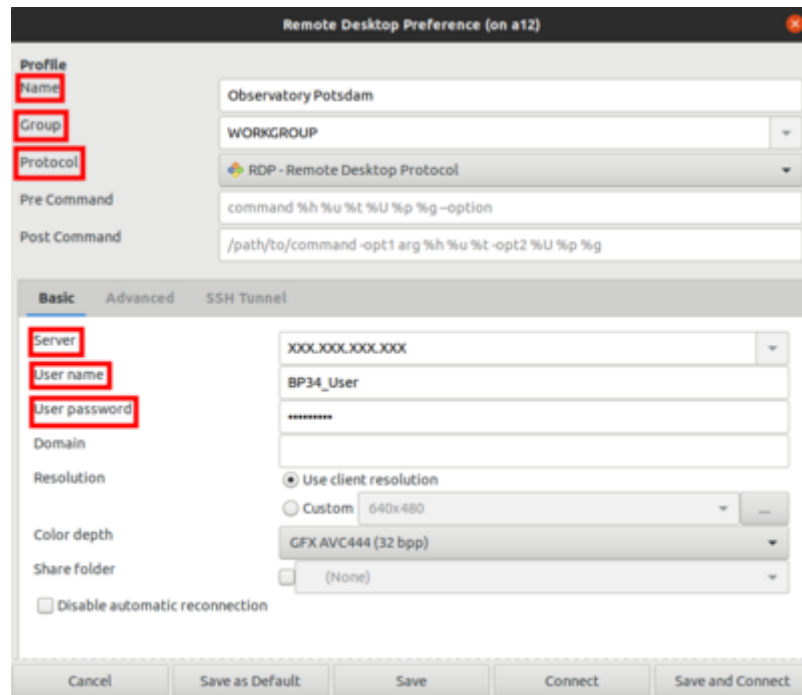 Remote Desktop Preference (on a12)
Profile
Name Observatory Potsdam
Group WORKGROUP
Protocol RDP - Remote Desktop Protocol
Pre Command command %h %u %t %U %p %g --option
Post Command /path/to/command -opt1 arg %h %u %t -opt2 %U %p %g
Basic Advanced SSH Tunnel
Server XXX.XXX.XXX.XXX
User name BP34_User
User password •••••••••
Domain
Resolution Use client resolution
Custom 640x480 ...
Color depth GFX AVC444 (32 bpp)
Share folder (None)
Disable automatic reconnection
Cancel Save as Default Save Connect Save and Connect